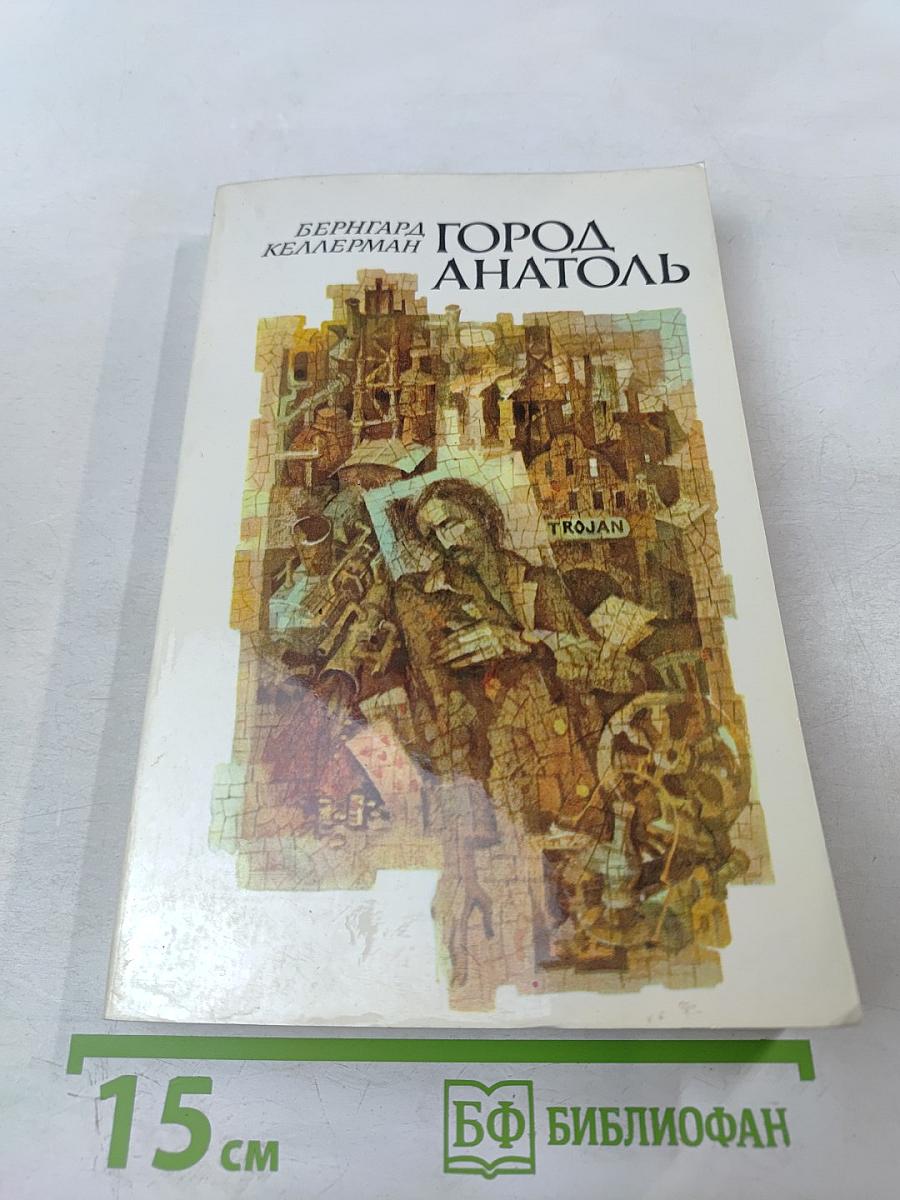 БЕРНГАРД
КЕЛЛЕРМАН
ГОРОД
АНАТОЛЬ
TROJAN
15 см
БФ БИБЛИОФАН